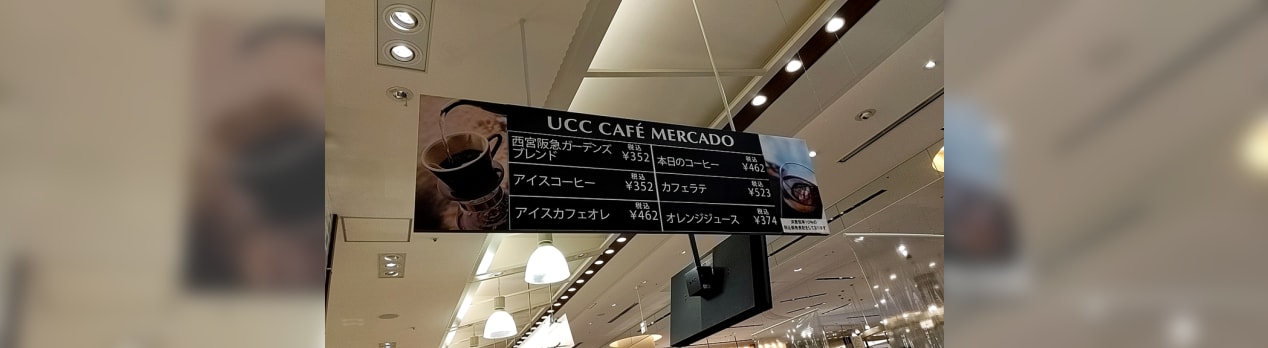 UCC CAFÉ MERCADO
西宮阪急ガーデンズ
ブレンド
税込
¥352
アイスコーヒー
税込
¥352
アイスカフェオレ
税込
¥462
本日のコーヒー
税込
¥462
カフェラテ
税込
¥523
オレンジジュース
税込
¥374